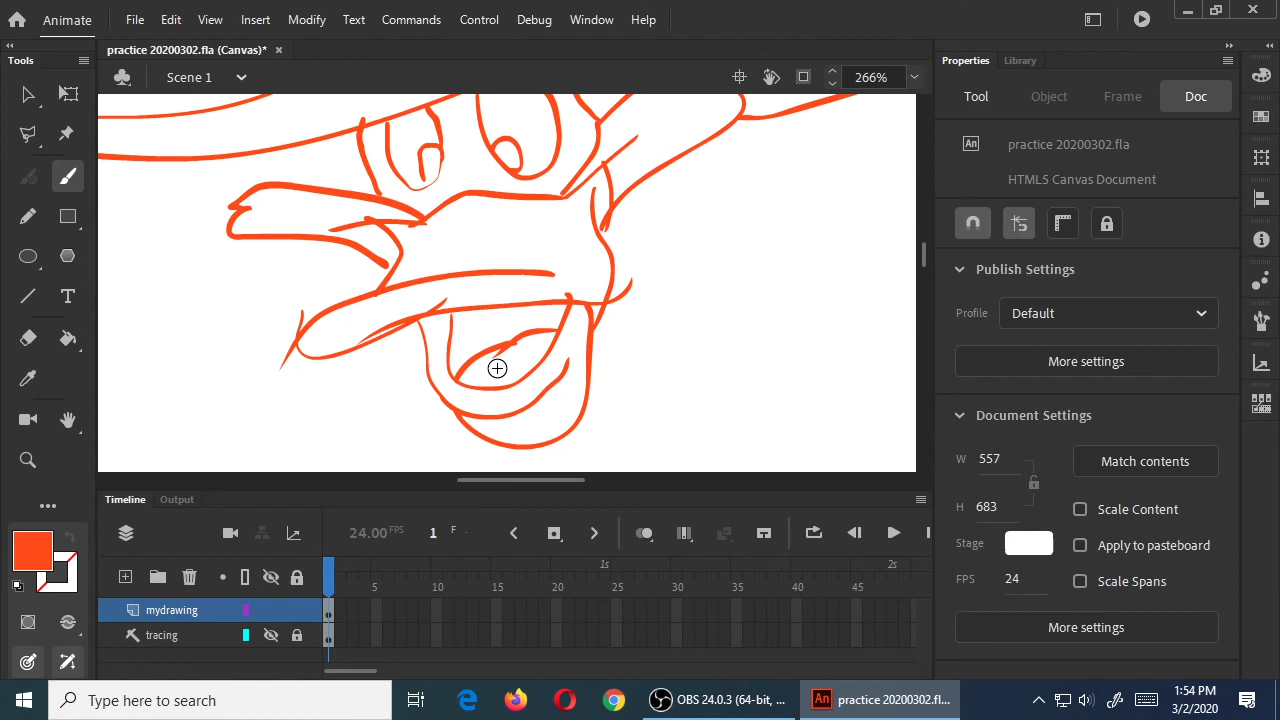 Animate File Edit View Insert Modify Text Commands Control Debug Window Help
practice 20200302.fla (Canvas)* ×
Tools
Scene 1 266%
Properties Library
Tool Object Frame Doc
An practice 20200302.fla
HTML5 Canvas Document
Publish Settings
Profile Default
More settings
Document Settings
W 557 Match contents
H 683 Scale Content
Stage Apply to pasteboard
FPS 24 Scale Spans
More settings
Timeline Output
24.00 FPS 1 F
1s 2s
5 10 15 20 25 30 35 40 45
mydrawing
tracing
Type here to search
OBS 24.0.3 (64-bit, ...
An practice 20200302.fl...
1:54 PM
3/2/2020